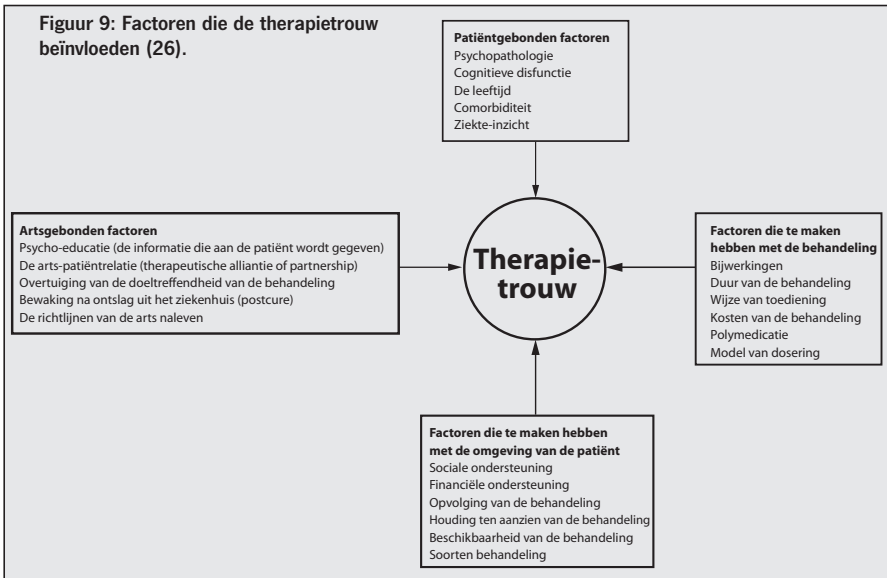 Figuur 9: Factoren die de therapietrouw
beïnvloeden (26).
Patiëntgebonden factoren
Psychopathologie
Cognitieve disfunctie
De leeftijd
Comorbiditeit
Ziekte-inzicht
Artsgebonden factoren
Psycho-educatie (de informatie die aan de patiënt wordt gegeven)
De arts-patiëntrelatie (therapeutische alliantie of partnership)
Overtuiging van de doeltreffendheid van de behandeling
Bewaking na ontslag uit het ziekenhuis (postcure)
De richtlijnen van de arts naleven
Therapie-
trouw
Factoren die te maken
hebben met de behandeling
Bijwerkingen
Duur van de behandeling
Wijze van toediening
Kosten van de behandeling
Polymedicatie
Model van dosering
Factoren die te maken hebben
met de omgeving van de patiënt
Sociale ondersteuning
Financiële ondersteuning
Opvolging van de behandeling
Houding ten aanzien van de behandeling
Beschikbaarheid van de behandeling
Soorten behandeling